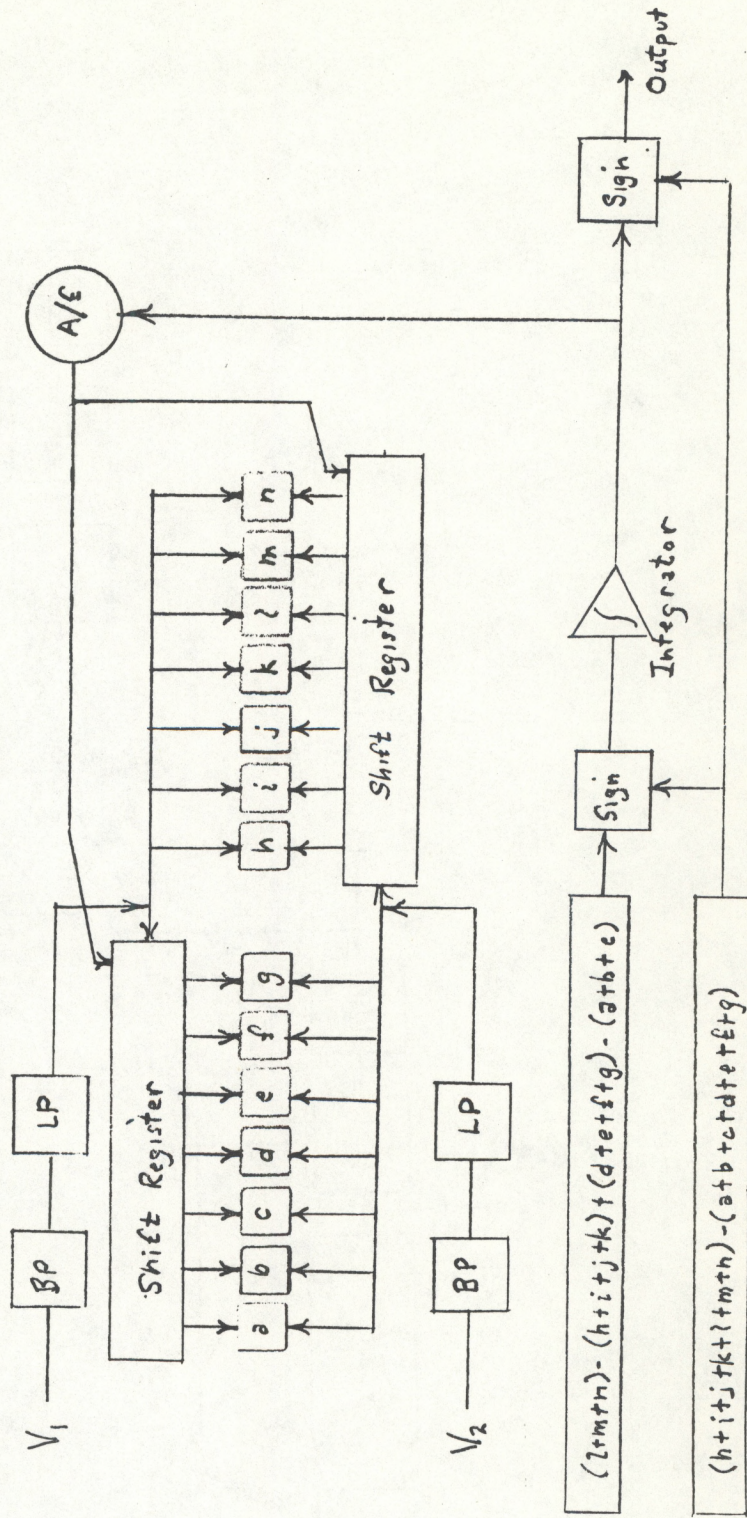 V1
BP
LP
A/f
Shift Register
a
b
c
d
e
f
g
h
i
j
k
l
m
n
Shift Register
V2
BP
LP
(l+m+n)-(h+i+j+k)+(d+e+f+g)-(a+b+c)
Sign
∫
Integrator
Sign
Output
(h+i+j+k+l+m+n)-(a+b+c+d+e+f+g)